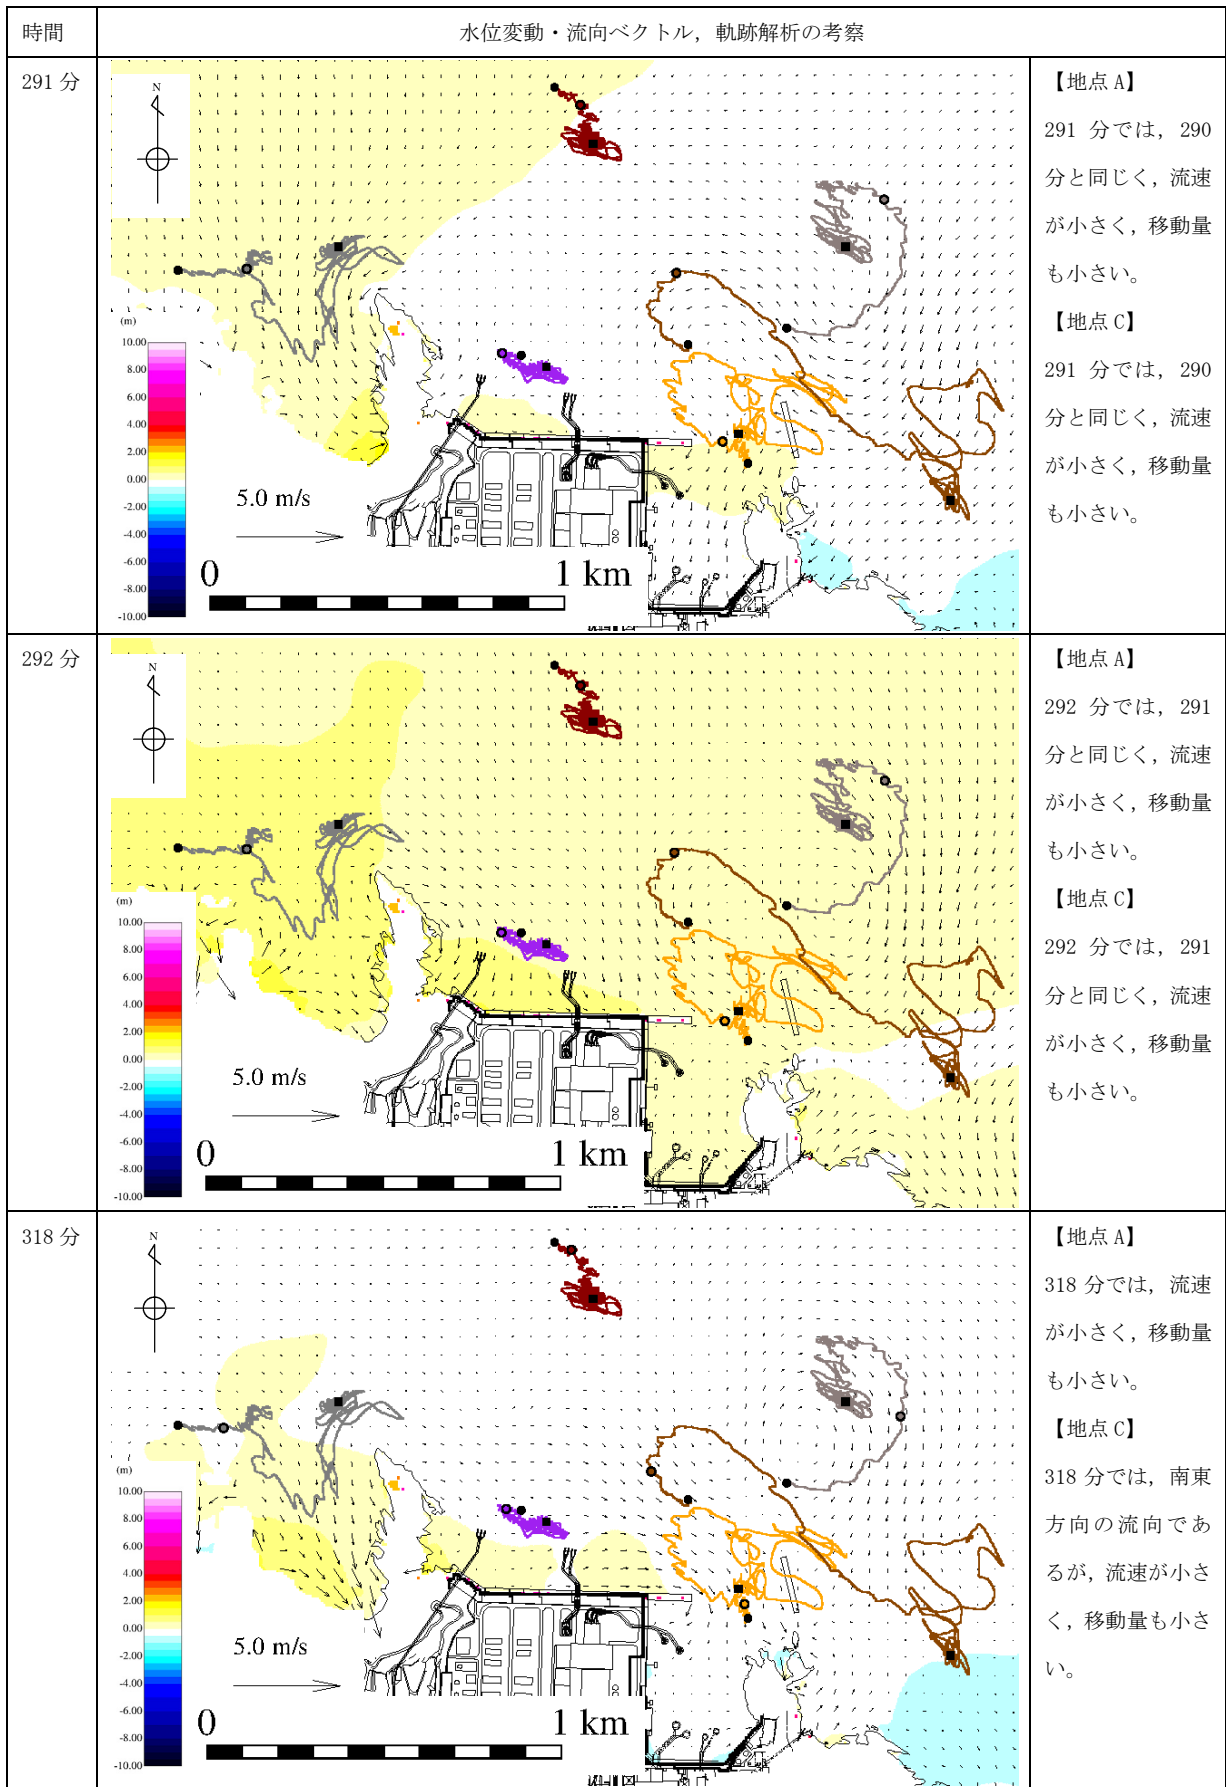 時間
水位変動・流向ベクトル，軌跡解析の考察
291 分
N
(m)
10.00
8.00
6.00
4.00
2.00
0.00
-2.00
-4.00
-6.00
-8.00
-10.00
5.0 m/s
0
1 km
【地点 A】
291 分では，290
分と同じく，流速
が小さく，移動量
も小さい。
【地点 C】
291 分では，290
分と同じく，流速
が小さく，移動量
も小さい。
292 分
N
(m)
10.00
8.00
6.00
4.00
2.00
0.00
-2.00
-4.00
-6.00
-8.00
-10.00
5.0 m/s
0
1 km
【地点 A】
292 分では，291
分と同じく，流速
が小さく，移動量
も小さい。
【地点 C】
292 分では，291
分と同じく，流速
が小さく，移動量
も小さい。
318 分
N
(m)
10.00
8.00
6.00
4.00
2.00
0.00
-2.00
-4.00
-6.00
-8.00
-10.00
5.0 m/s
0
1 km
【地点 A】
318 分では，流速
が小さく，移動量
も小さい。
【地点 C】
318 分では，南東
方向の流向であ
るが，流速が小さ
く，移動量も小さ
い。